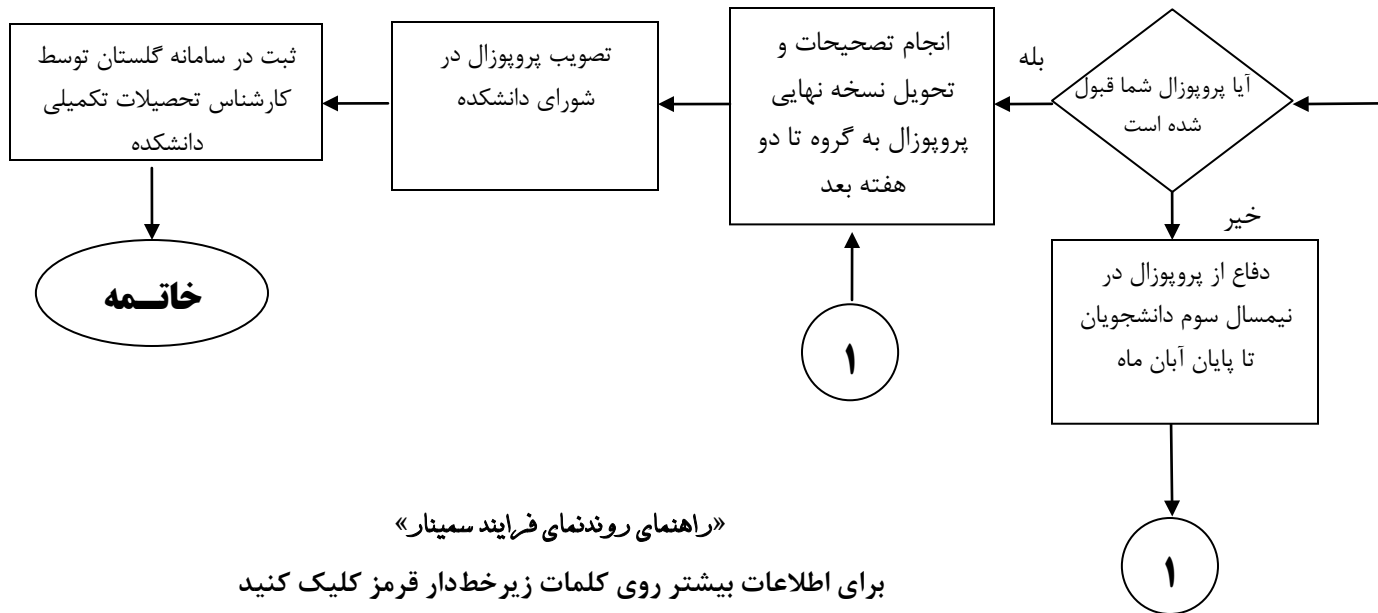 آیا پروپوزال شما قبول
شده است
بله
خیر
انجام تصحیحات و
تحویل نسخه نهایی
پروپوزال به گروه تا دو
هفته بعد
تصویب پروپوزال در
شورای دانشکده
ثبت در سامانه گلستان توسط
کارشناس تحصیلات تکمیلی
دانشکده
خاتـــمه
دفاع از پروپوزال در
نیمسال سوم دانشجویان
تا پایان آبان ماه
۱
۱
«راهنمای روندنمای فرایند سمینار»
برای اطلاعات بیشتر روی کلمات زیرخط‌دار قرمز کلیک کنید